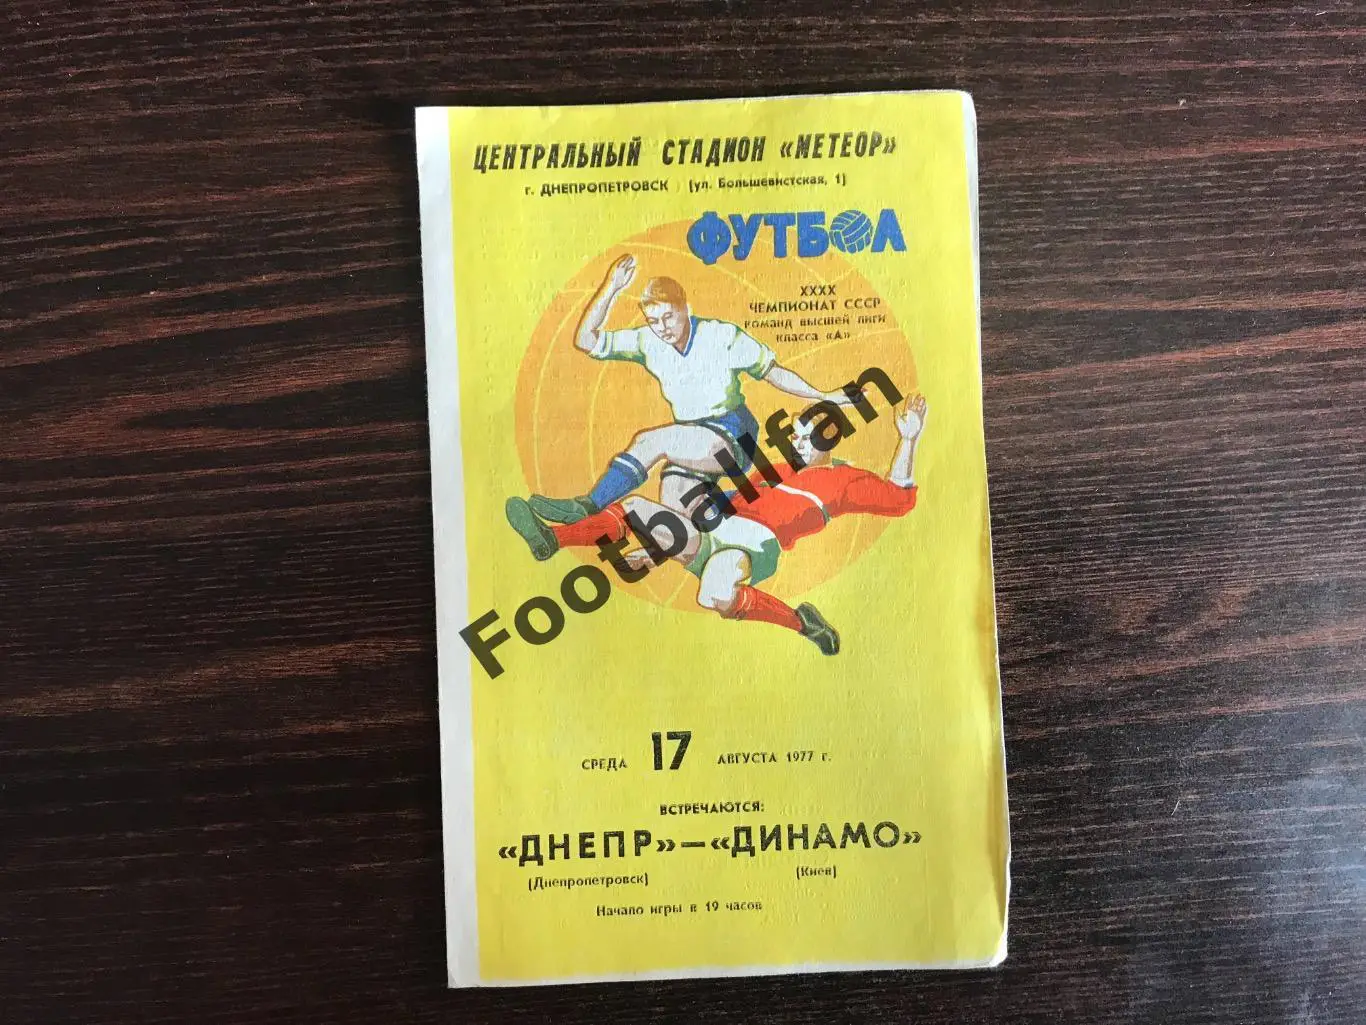 ЦЕНТРАЛЬНЫЙ СТАДИОН «МЕТЕОР»
г. ДНЕПРОПЕТРОВСК (ул. Большевистская, 1)
ФУТБОЛ
XXXX
ЧЕМПИОНАТ СССР
команд высшей лиги
класса «А»
Footballfan
СРЕДА 17 АВГУСТА 1977 г.
ВСТРЕЧАЮТСЯ:
«ДНЕПР»—«ДИНАМО»
(Днепропетровск) (Киев)
Начало игры в 19 часов